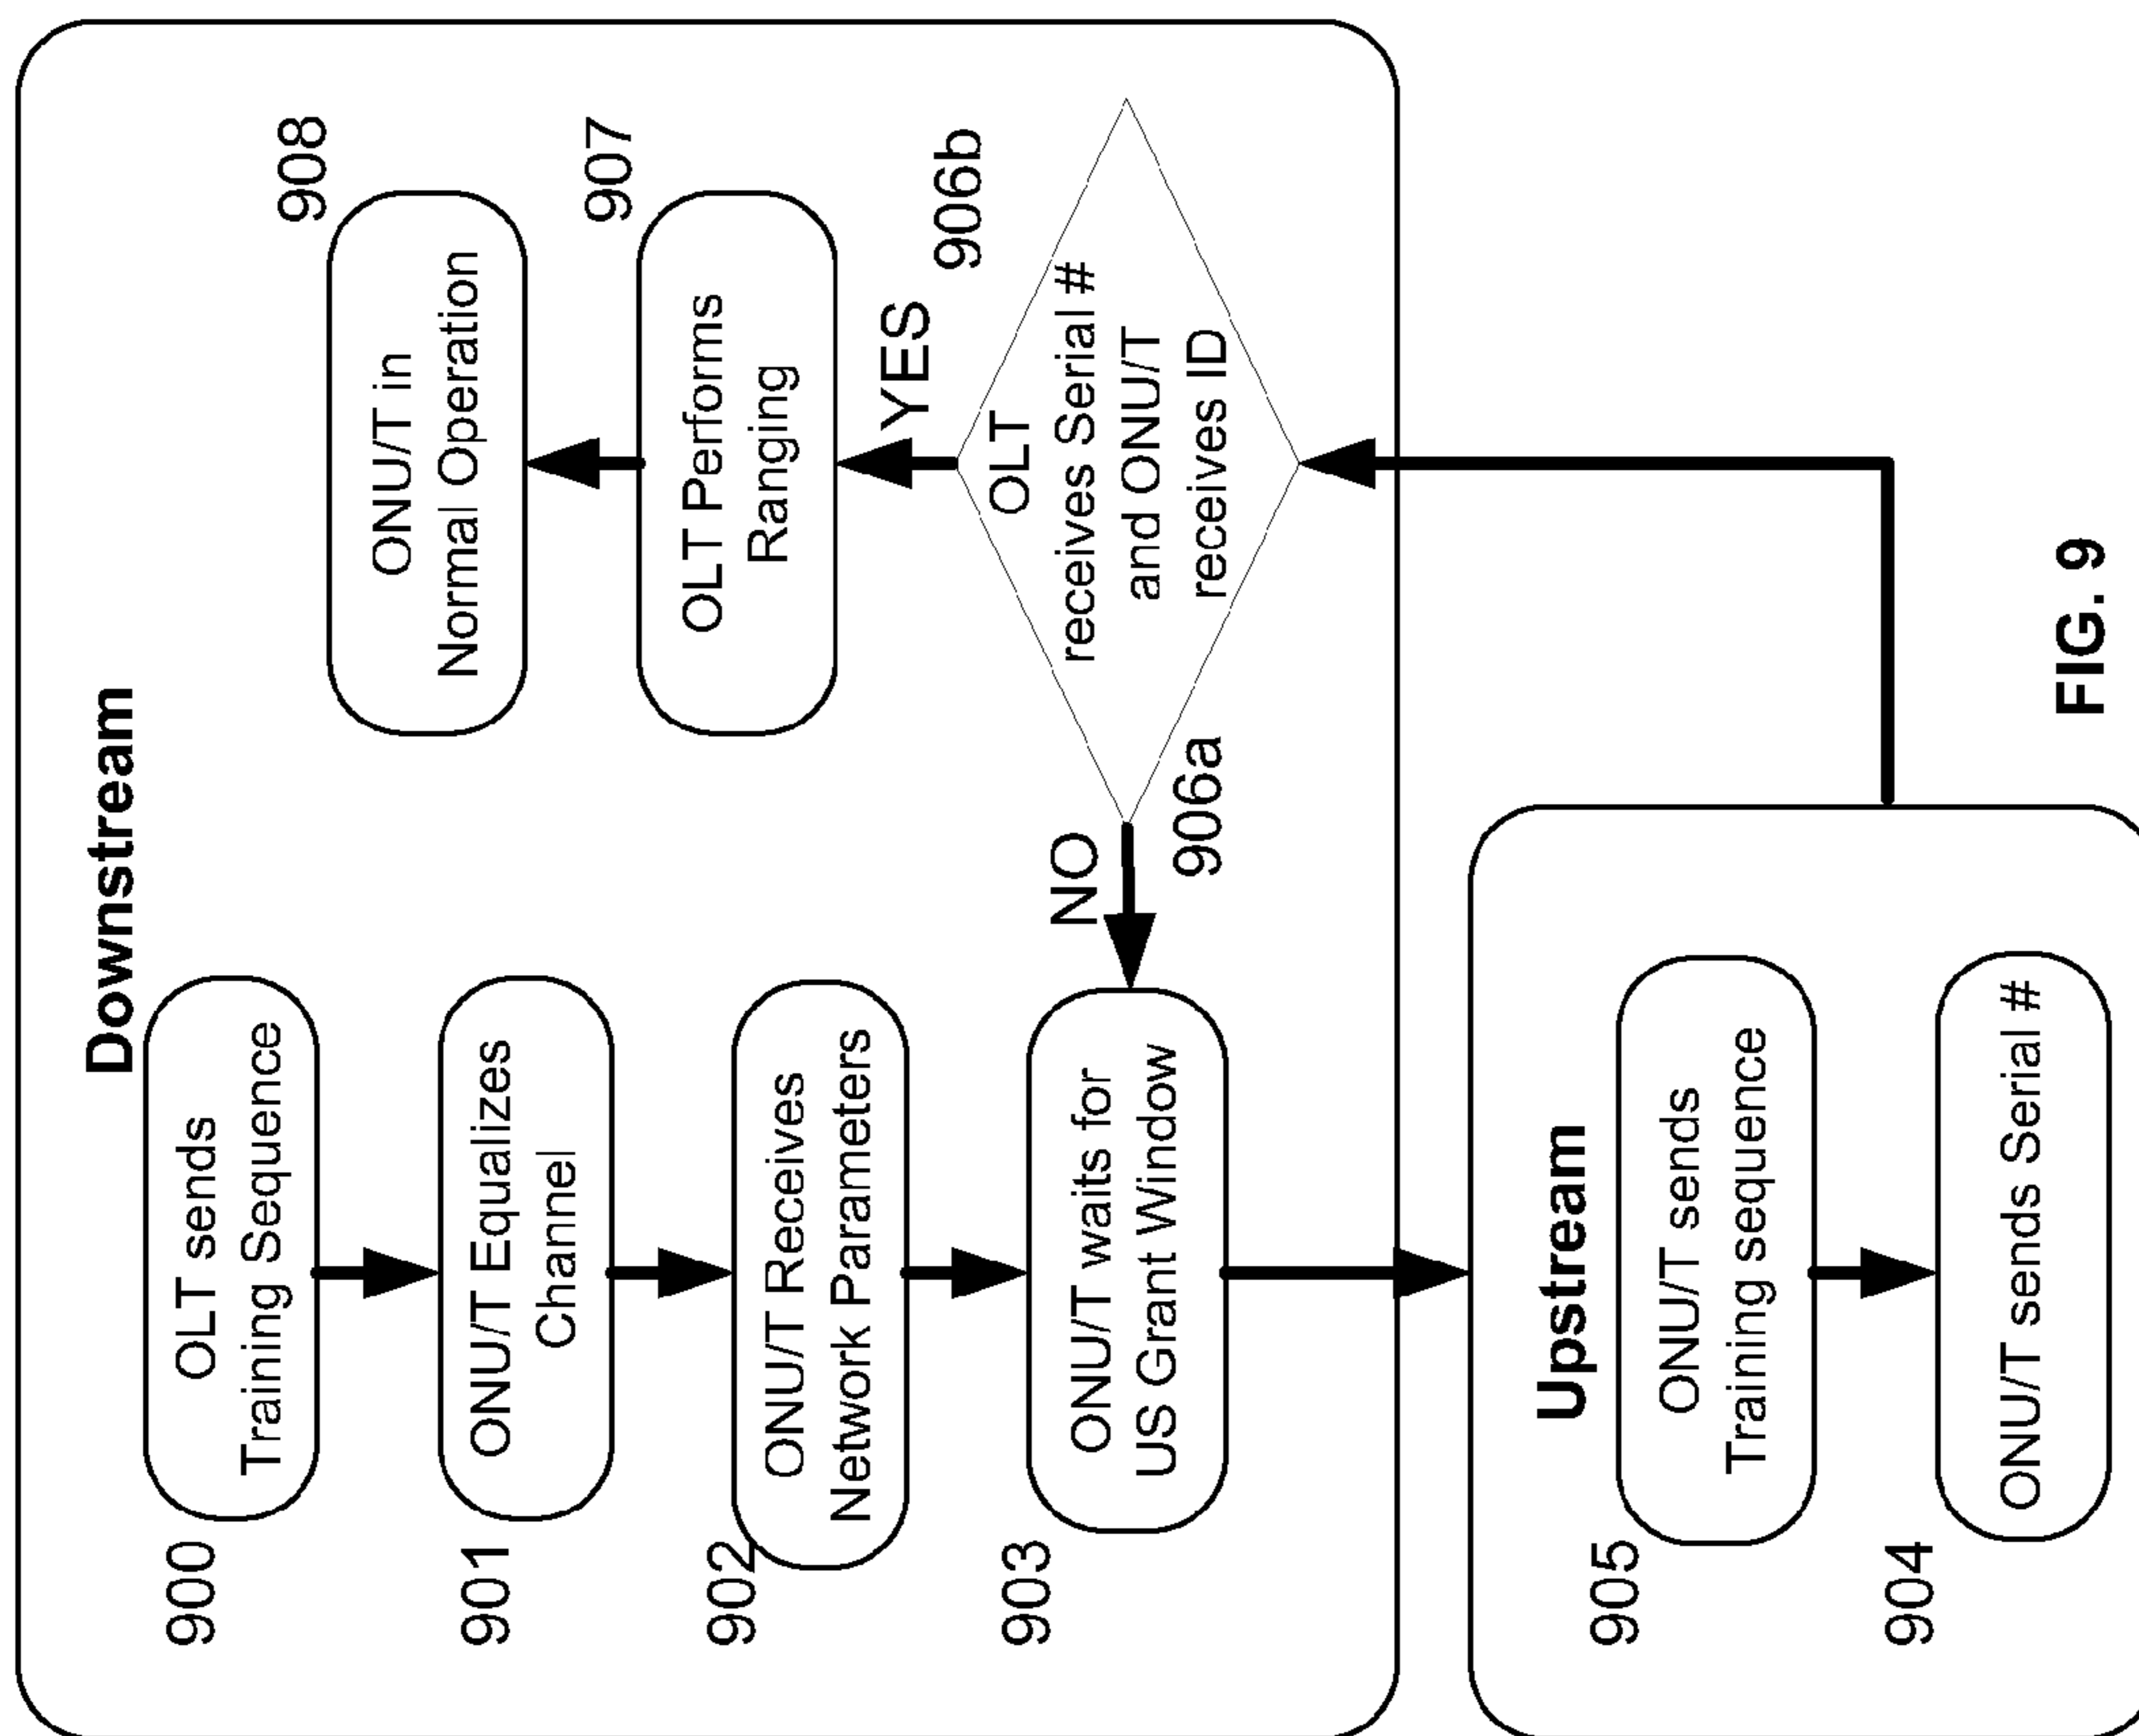 Downstream
900
OLT sends
Training Sequence
901
ONU/T Equalizes
Channel
902
ONU/T Receives
Network Parameters
903
ONU/T waits for
US Grant Window
908
ONU/T in
Normal Operation
907
OLT Performs
Ranging
YES
906b
OLT
receives Serial #
and ONU/T
receives ID
NO
906a
Upstream
905
ONU/T sends
Training sequence
904
ONU/T sends Serial #
FIG. 9